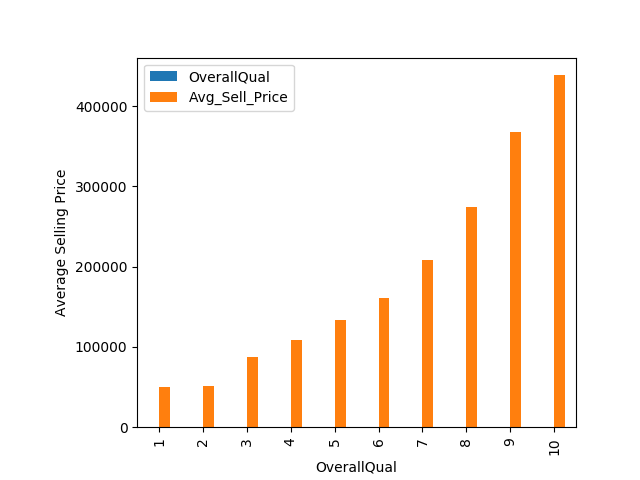 OverallQual
Avg_Sell_Price
400000
300000
200000
100000
0
Average Selling Price
1 2 3 4 5 6 7 8 9 10
OverallQual